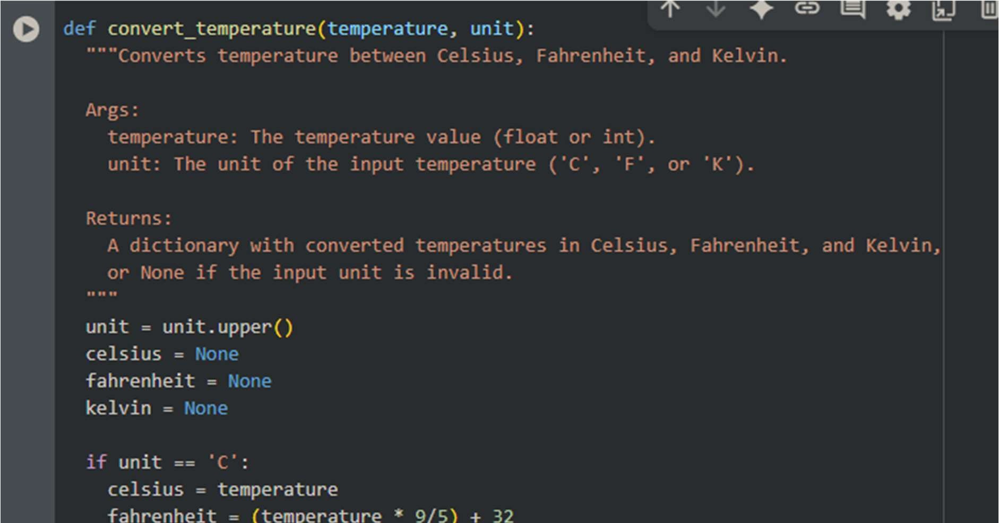 def convert_temperature(temperature, unit):
"""Converts temperature between Celsius, Fahrenheit, and Kelvin.
Args:
temperature: The temperature value (float or int).
unit: The unit of the input temperature ('C', 'F', or 'K').
Returns:
A dictionary with converted temperatures in Celsius, Fahrenheit, and Kelvin,
or None if the input unit is invalid.
"""
unit = unit.upper()
celsius = None
fahrenheit = None
kelvin = None
if unit == 'C':
celsius = temperature
fahrenheit = (temperature * 9/5) + 32